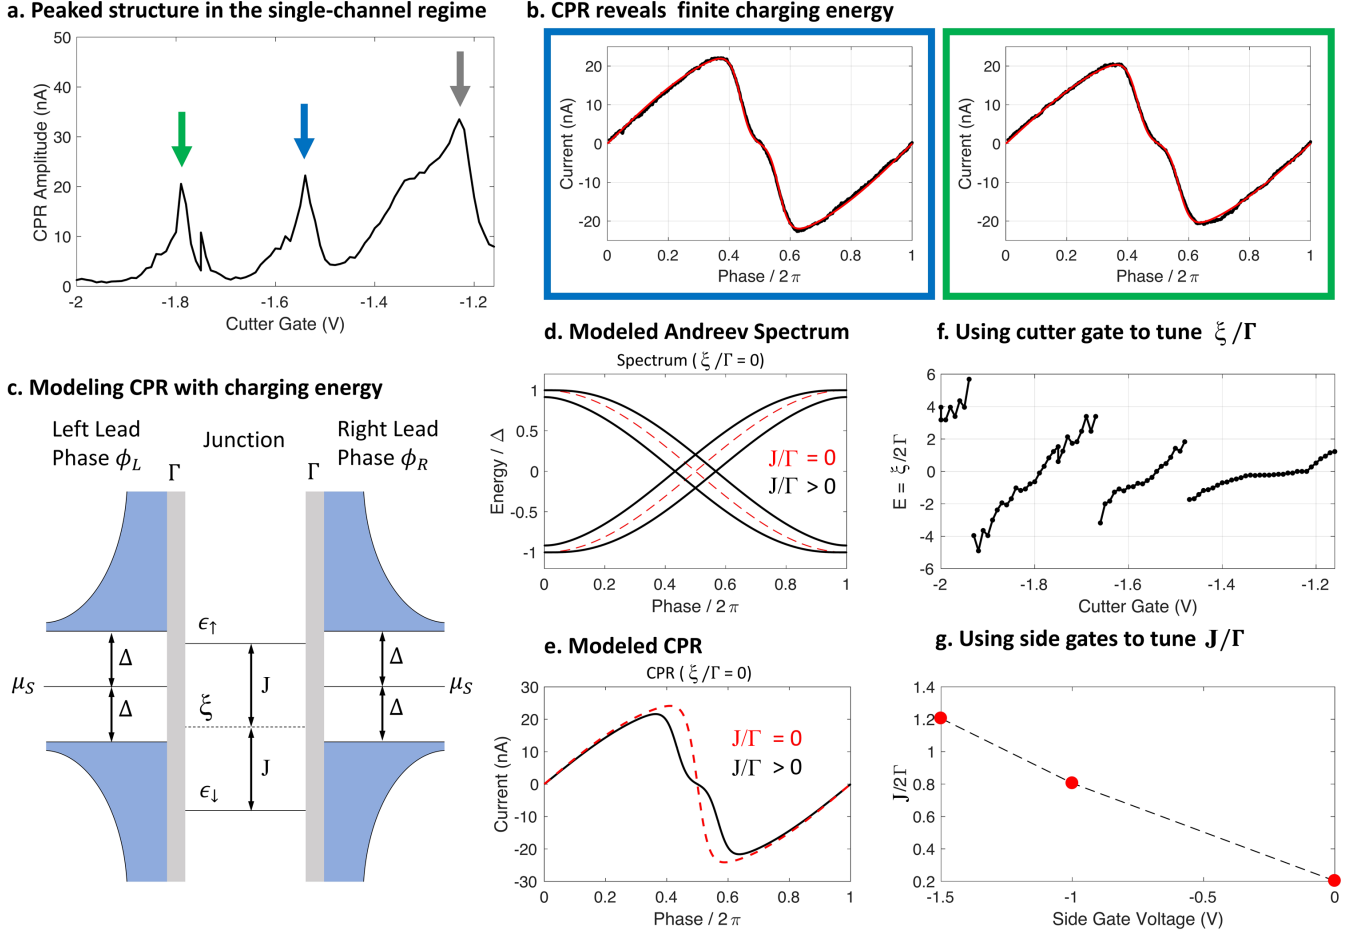 a. Peaked structure in the single-channel regime
50
40
30
20
10
0
CPR Amplitude (nA)
-2
-1.8
-1.6
-1.4
-1.2
Cutter Gate (V)
b. CPR reveals finite charging energy
20
10
0
-10
-20
Current (nA)
0
0.2
0.4
0.6
0.8
1
Phase / 2 π
20
10
0
-10
-20
Current (nA)
0
0.2
0.4
0.6
0.8
1
Phase / 2 π
c. Modeling CPR with charging energy
Left Lead
Phase ϕ_L
Junction
Right Lead
Phase ϕ_R
Γ
Γ
ϵ↑
Δ
J
Δ
μ_S
μ_S
ξ
Δ
J
Δ
ϵ↓
d. Modeled Andreev Spectrum
Spectrum ( ξ /Γ = 0)
1
0.5
0
-0.5
-1
Energy / Δ
J/Γ = 0
J/Γ > 0
0
0.2
0.4
0.6
0.8
1
Phase / 2 π
e. Modeled CPR
CPR ( ξ /Γ = 0)
30
20
10
0
-10
-20
-30
Current (nA)
J/Γ = 0
J/Γ > 0
0
0.2
0.4
0.6
0.8
1
Phase / 2 π
f. Using cutter gate to tune ξ /Γ
6
4
2
0
-2
-4
-6
E = ξ/2Γ
-2
-1.8
-1.6
-1.4
-1.2
Cutter Gate (V)
g. Using side gates to tune J/Γ
1.4
1.2
1
0.8
0.6
0.4
0.2
J/2Γ
-1.5
-1
-0.5
0
Side Gate Voltage (V)